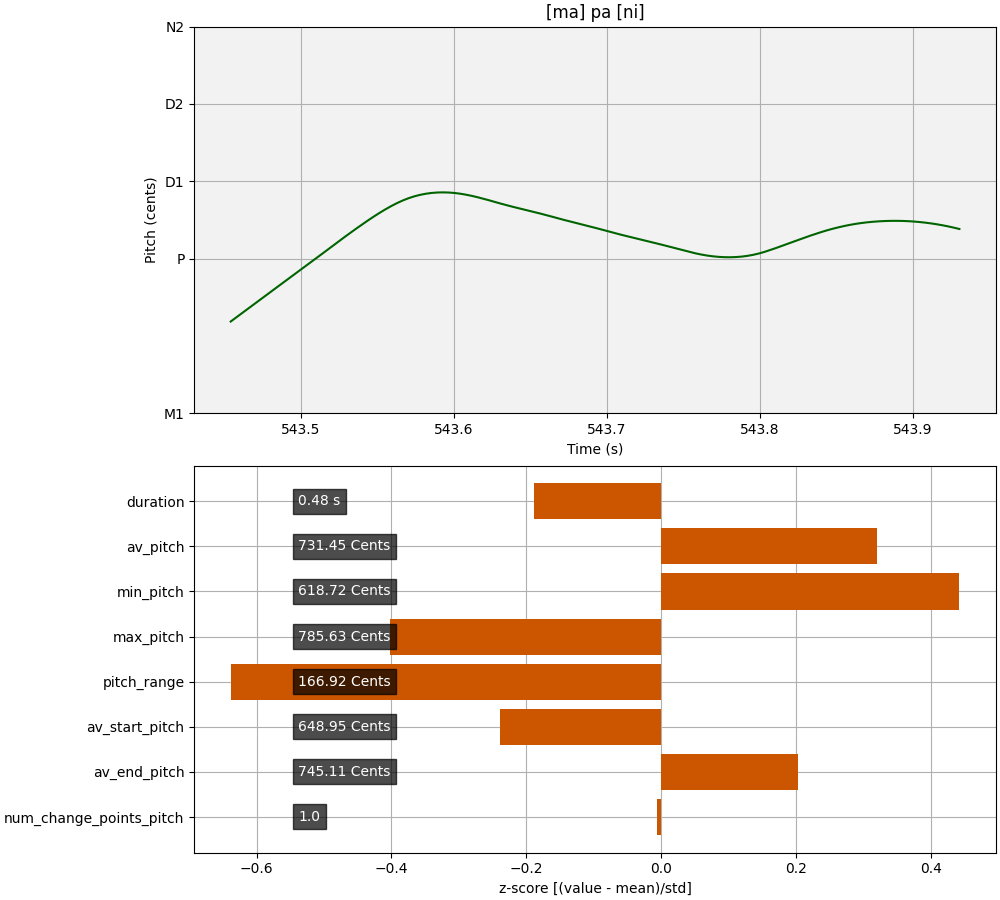 [ma] pa [ni]
N2
D2
D1
P
M1
Pitch (cents)
543.5 543.6 543.7 543.8 543.9
Time (s)
duration 0.48 s
av_pitch 731.45 Cents
min_pitch 618.72 Cents
max_pitch 785.63 Cents
pitch_range 166.92 Cents
av_start_pitch 648.95 Cents
av_end_pitch 745.11 Cents
num_change_points_pitch 1.0
−0.6 −0.4 −0.2 0.0 0.2 0.4
z-score [(value - mean)/std]